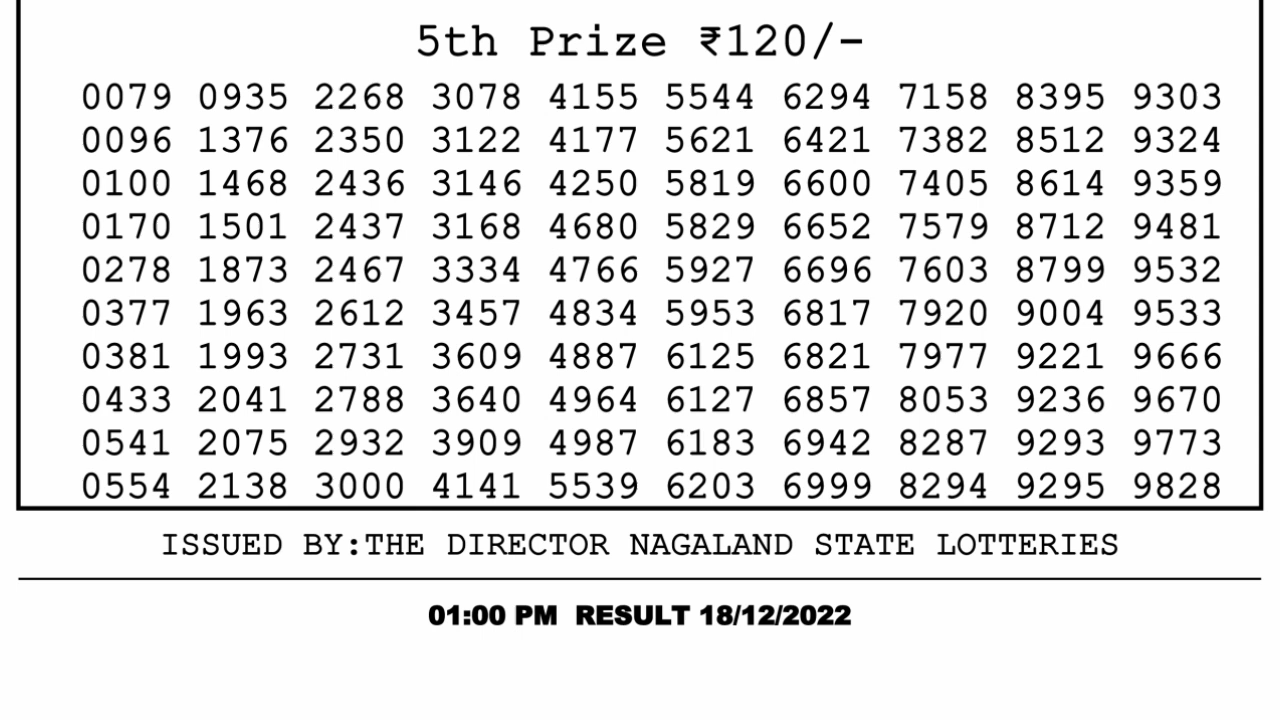 5th Prize ₹120/-
0079 0935 2268 3078 4155 5544 6294 7158 8395 9303
0096 1376 2350 3122 4177 5621 6421 7382 8512 9324
0100 1468 2436 3146 4250 5819 6600 7405 8614 9359
0170 1501 2437 3168 4680 5829 6652 7579 8712 9481
0278 1873 2467 3334 4766 5927 6696 7603 8799 9532
0377 1963 2612 3457 4834 5953 6817 7920 9004 9533
0381 1993 2731 3609 4887 6125 6821 7977 9221 9666
0433 2041 2788 3640 4964 6127 6857 8053 9236 9670
0541 2075 2932 3909 4987 6183 6942 8287 9293 9773
0554 2138 3000 4141 5539 6203 6999 8294 9295 9828
ISSUED BY:THE DIRECTOR NAGALAND STATE LOTTERIES
01:00 PM RESULT 18/12/2022